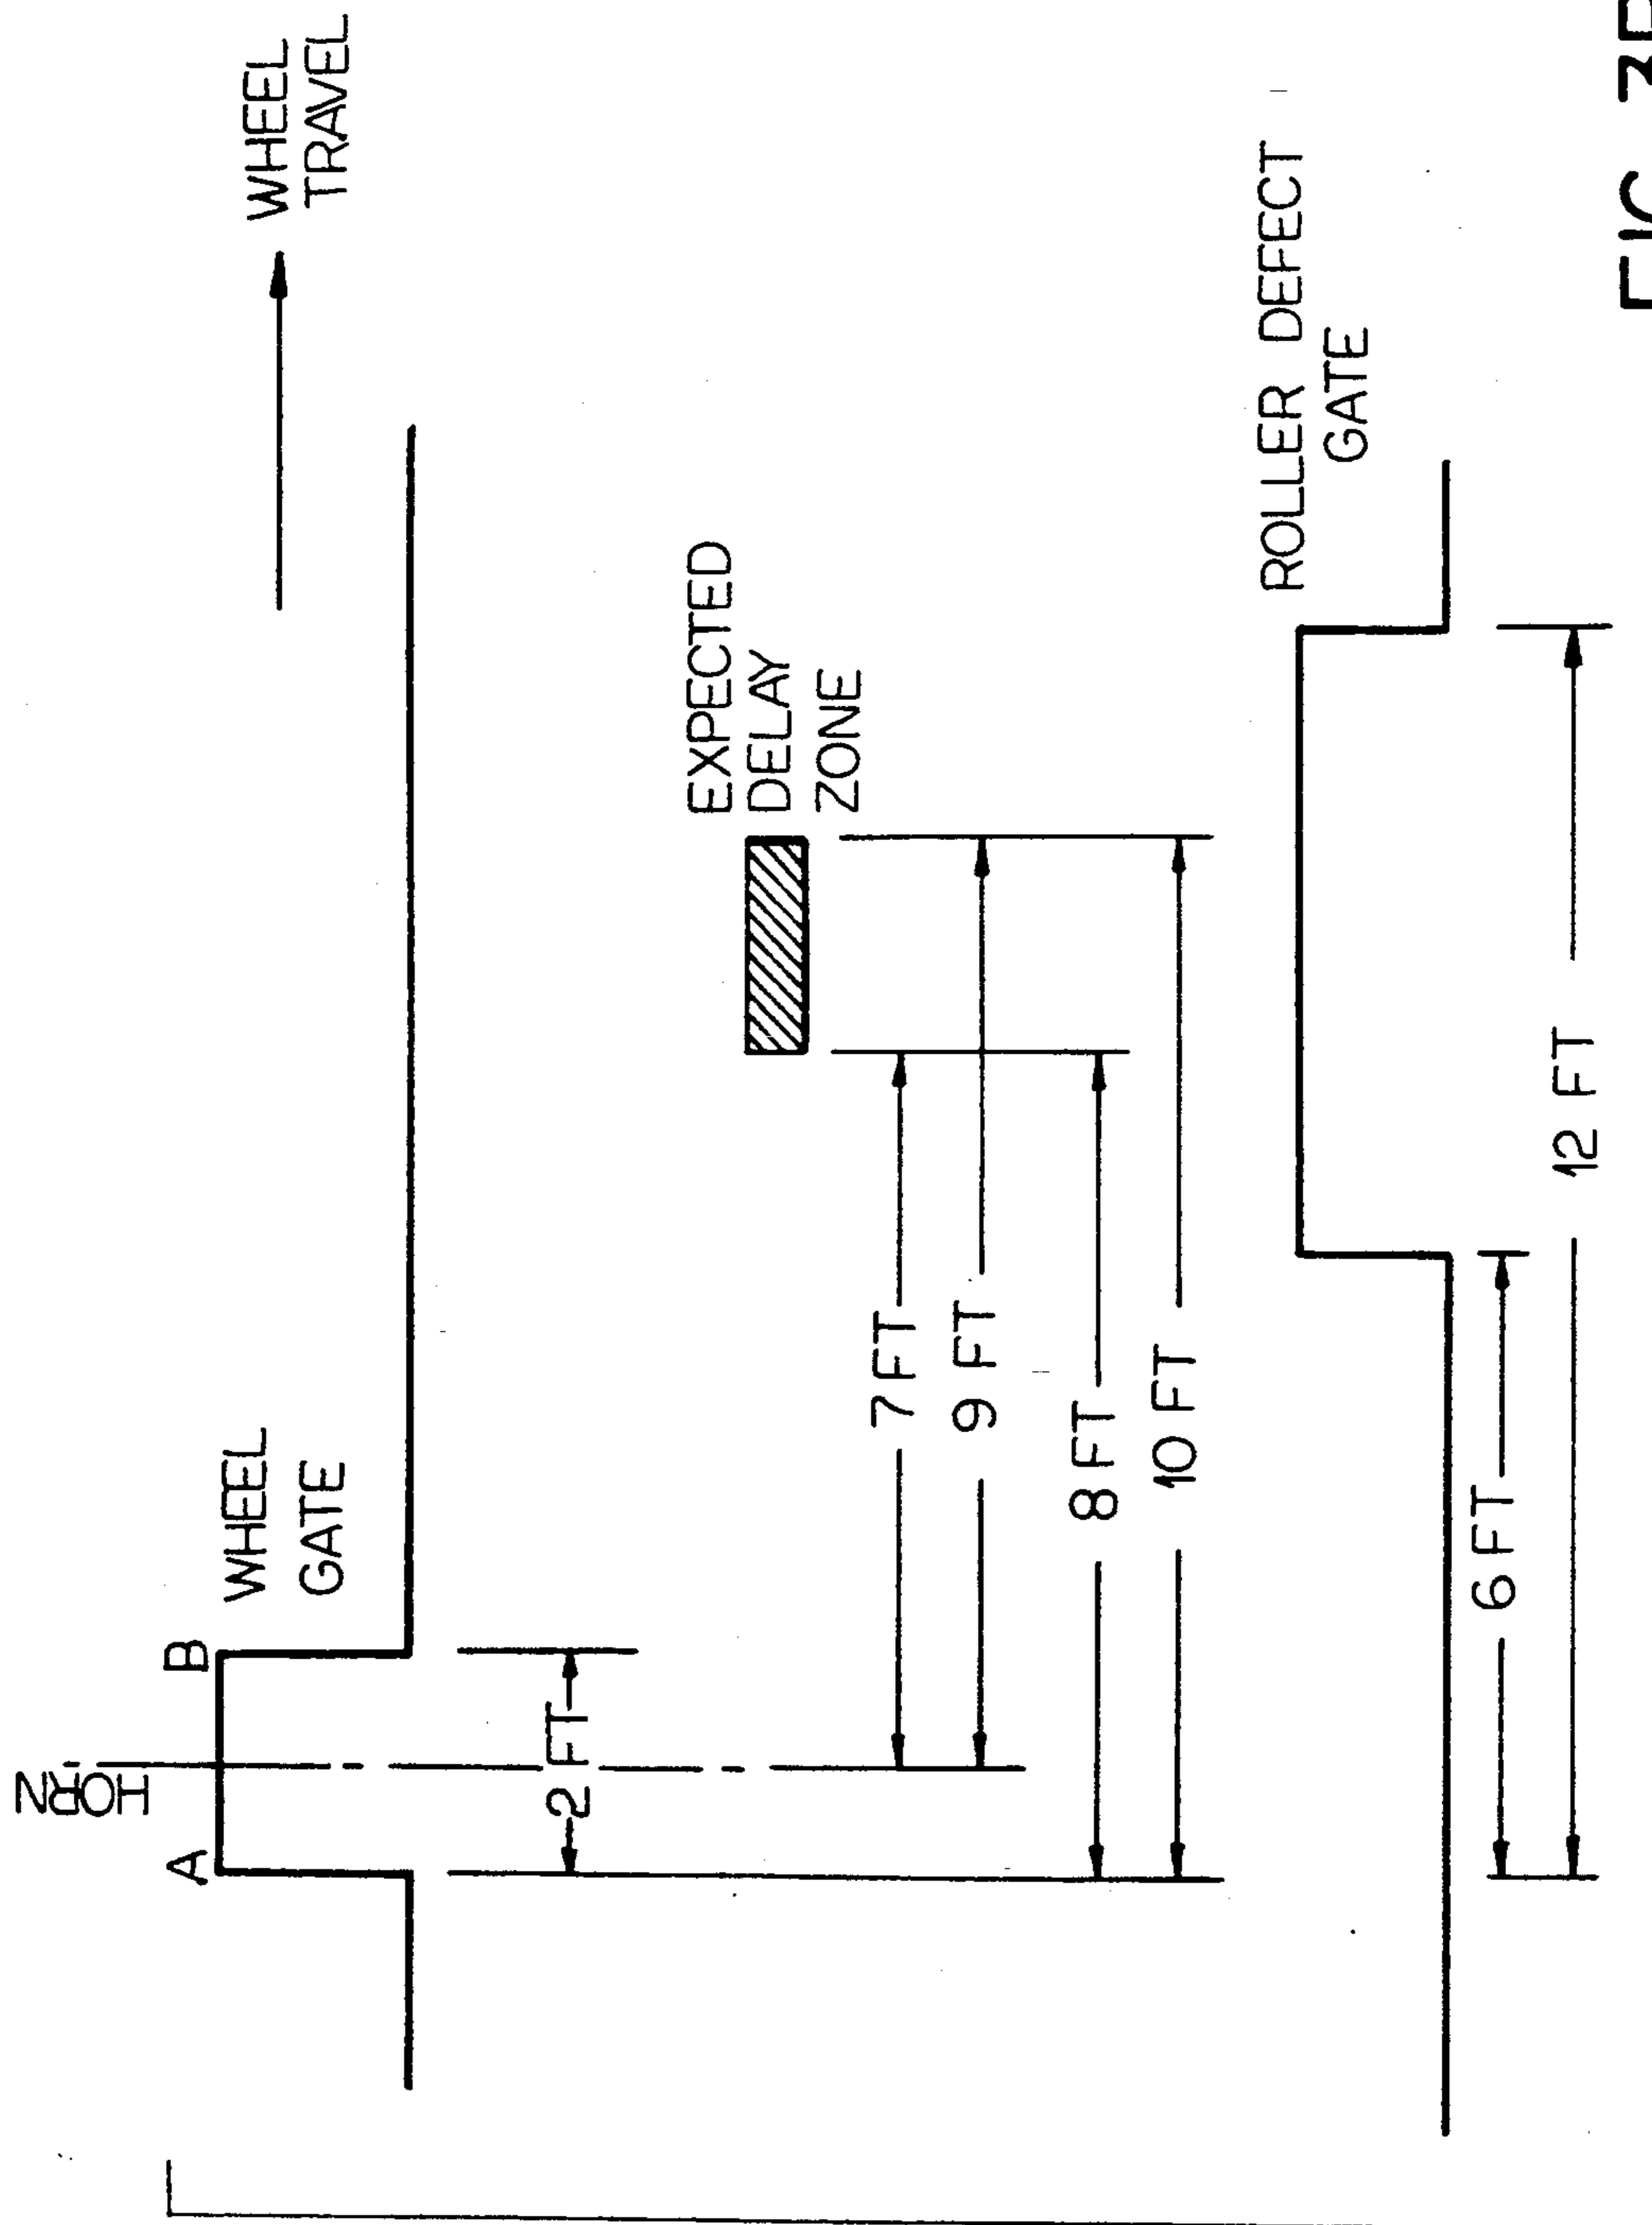 HORN
A
B
WHEEL
GATE
WHEEL
TRAVEL
2 FT
EXPECTED
DELAY
ZONE
7 FT
9 FT
8 FT
10 FT
ROLLER DEFECT
GATE
6 FT
12 FT